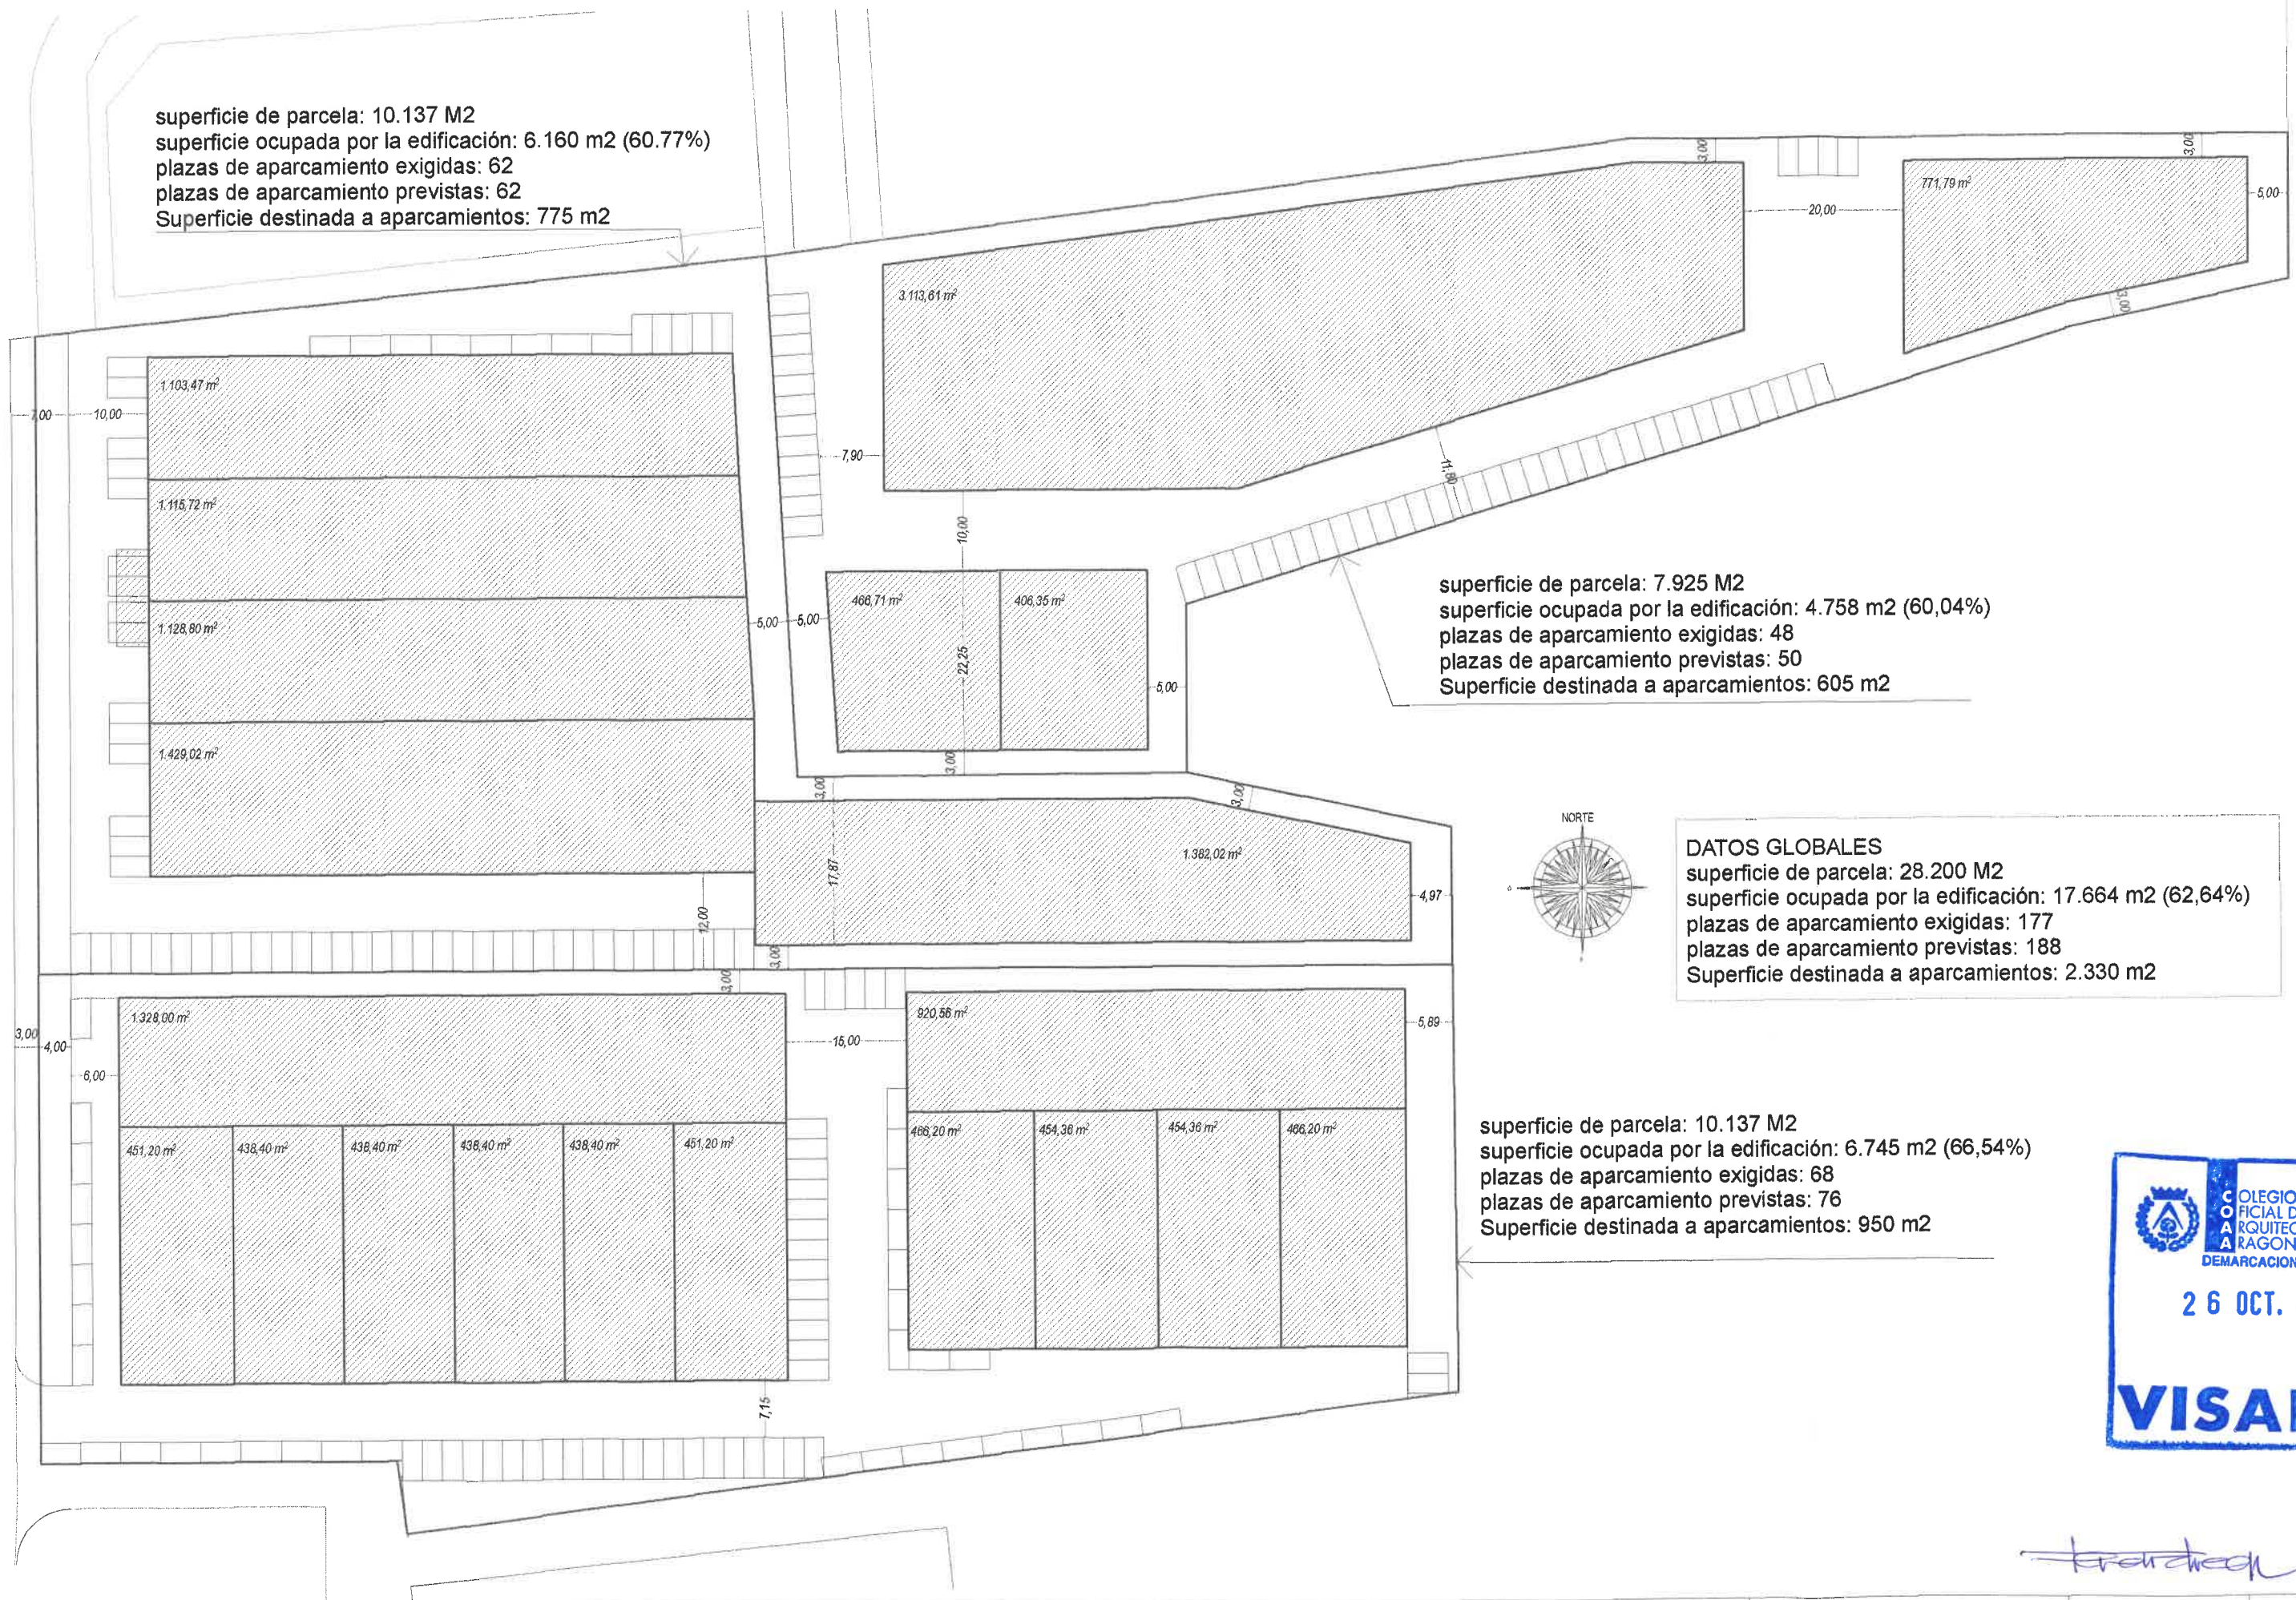 superficie de parcela: 10.137 M2
superficie ocupada por la edificación: 6.160 m2 (60.77%)
plazas de aparcamiento exigidas: 62
plazas de aparcamiento previstas: 62
Superficie destinada a aparcamientos: 775 m2
3,00
3,00
771,79 m²
5,00
20,00
3.113,61 m²
3,00
1.103,47 m²
7,00
10,00
7,90
11,80
1.115,72 m²
10,00
466,71 m²
406,35 m²
1.128,80 m²
5,00
5,00
22,25
5,00
superficie de parcela: 7.925 M2
superficie ocupada por la edificación: 4.758 m2 (60,04%)
plazas de aparcamiento exigidas: 48
plazas de aparcamiento previstas: 50
Superficie destinada a aparcamientos: 605 m2
1.429,02 m²
3,00
3,00
3,00
1.382,02 m²
17,87
4,97
12,00
3,00
3,00
NORTE
DATOS GLOBALES
superficie de parcela: 28.200 M2
superficie ocupada por la edificación: 17.664 m2 (62,64%)
plazas de aparcamiento exigidas: 177
plazas de aparcamiento previstas: 188
Superficie destinada a aparcamientos: 2.330 m2
1.328,00 m²
920,56 m²
5,89
3,00
4,00
15,00
6,00
451,20 m²
438,40 m²
438,40 m²
438,40 m²
438,40 m²
451,20 m²
466,20 m²
454,36 m²
454,36 m²
466,20 m²
superficie de parcela: 10.137 M2
superficie ocupada por la edificación: 6.745 m2 (66,54%)
plazas de aparcamiento exigidas: 68
plazas de aparcamiento previstas: 76
Superficie destinada a aparcamientos: 950 m2
7,15
COLEGIO
OFICIAL D
ARQUITEC
ARAGON
DEMARCACION
26 OCT.
VISA